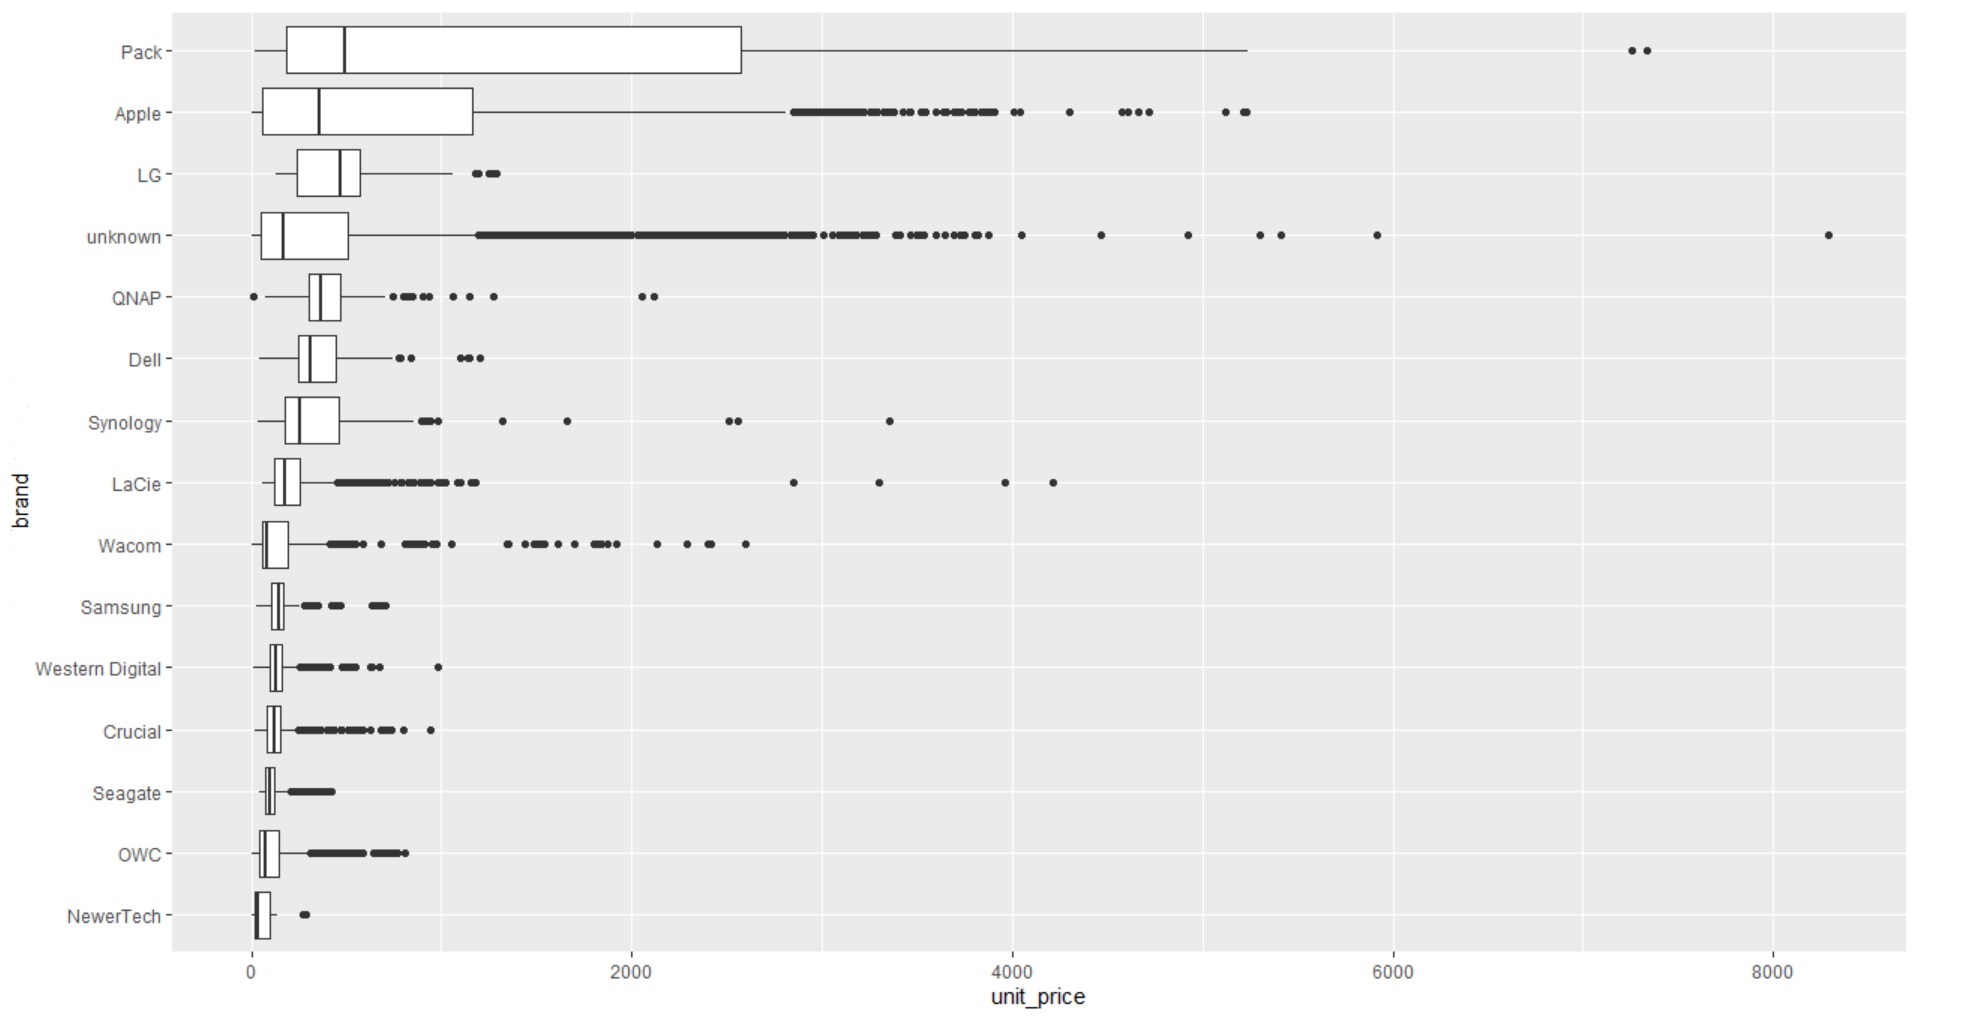 Pack
Apple
LG
unknown
QNAP
Dell
Synology
LaCie
Wacom
Samsung
Western Digital
Crucial
Seagate
OWC
NewerTech
brand
0 2000 4000 6000 8000
unit_price